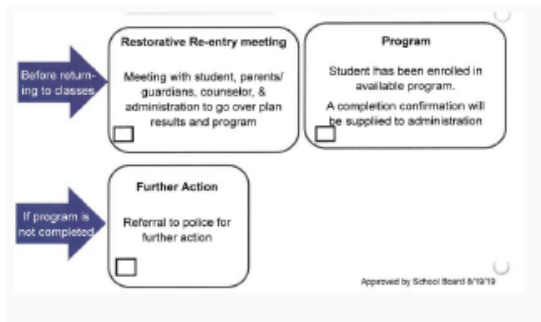 Restorative Re-entry meeting
Program
Before return-
ing to classes
Meeting with student, parents/
guardians, counselor, &
administration to go over plan
results and program
Student has been enrolled in
available program.
A completion confirmation will
be supplied to administration
Further Action
If program is
not completed
Referral to police for
further action
Approved by School Board 8/19/19